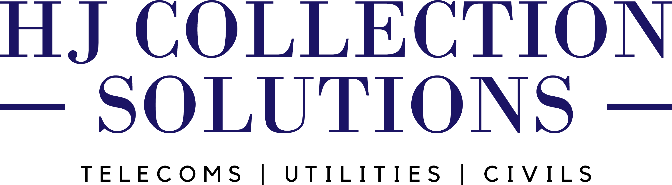 HJ COLLECTION
SOLUTIONS
TELECOMS | UTILITIES | CIVILS